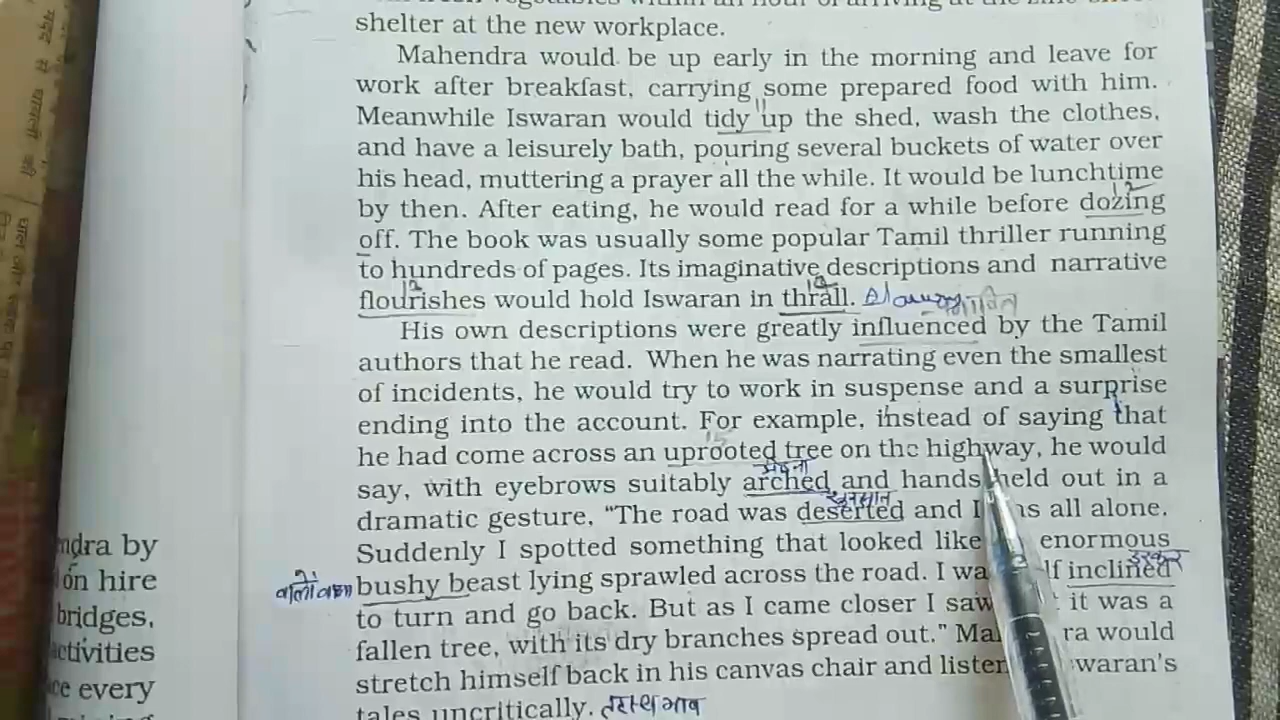 shelter at the new workplace.
Mahendra would be up early in the morning and leave for
work after breakfast, carrying some prepared food with him.
Meanwhile Iswaran would tidy up the shed, wash the clothes,
and have a leisurely bath, pouring several buckets of water over
his head, muttering a prayer all the while. It would be lunchtime
by then. After eating, he would read for a while before dozing
off. The book was usually some popular Tamil thriller running
to hundreds of pages. Its imaginative descriptions and narrative
flourishes would hold Iswaran in thrall.
His own descriptions were greatly influenced by the Tamil
authors that he read. When he was narrating even the smallest
of incidents, he would try to work in suspense and a surprise
ending into the account. For example, instead of saying that
he had come across an uprooted tree on the highway, he would
say, with eyebrows suitably arched and hands held out in a
सुनसान
dramatic gesture, "The road was deserted and I all alone.
Suddenly I spotted something that looked like enormous
bushy beast lying sprawled across the road. I inclined
to turn and go back. But as I came closer I saw it was a
fallen tree, with its dry branches spread out." would
stretch himself back in his canvas chair and listen
tales uncritically.
ndra by
on hire
bridges,
ctivities
ce every